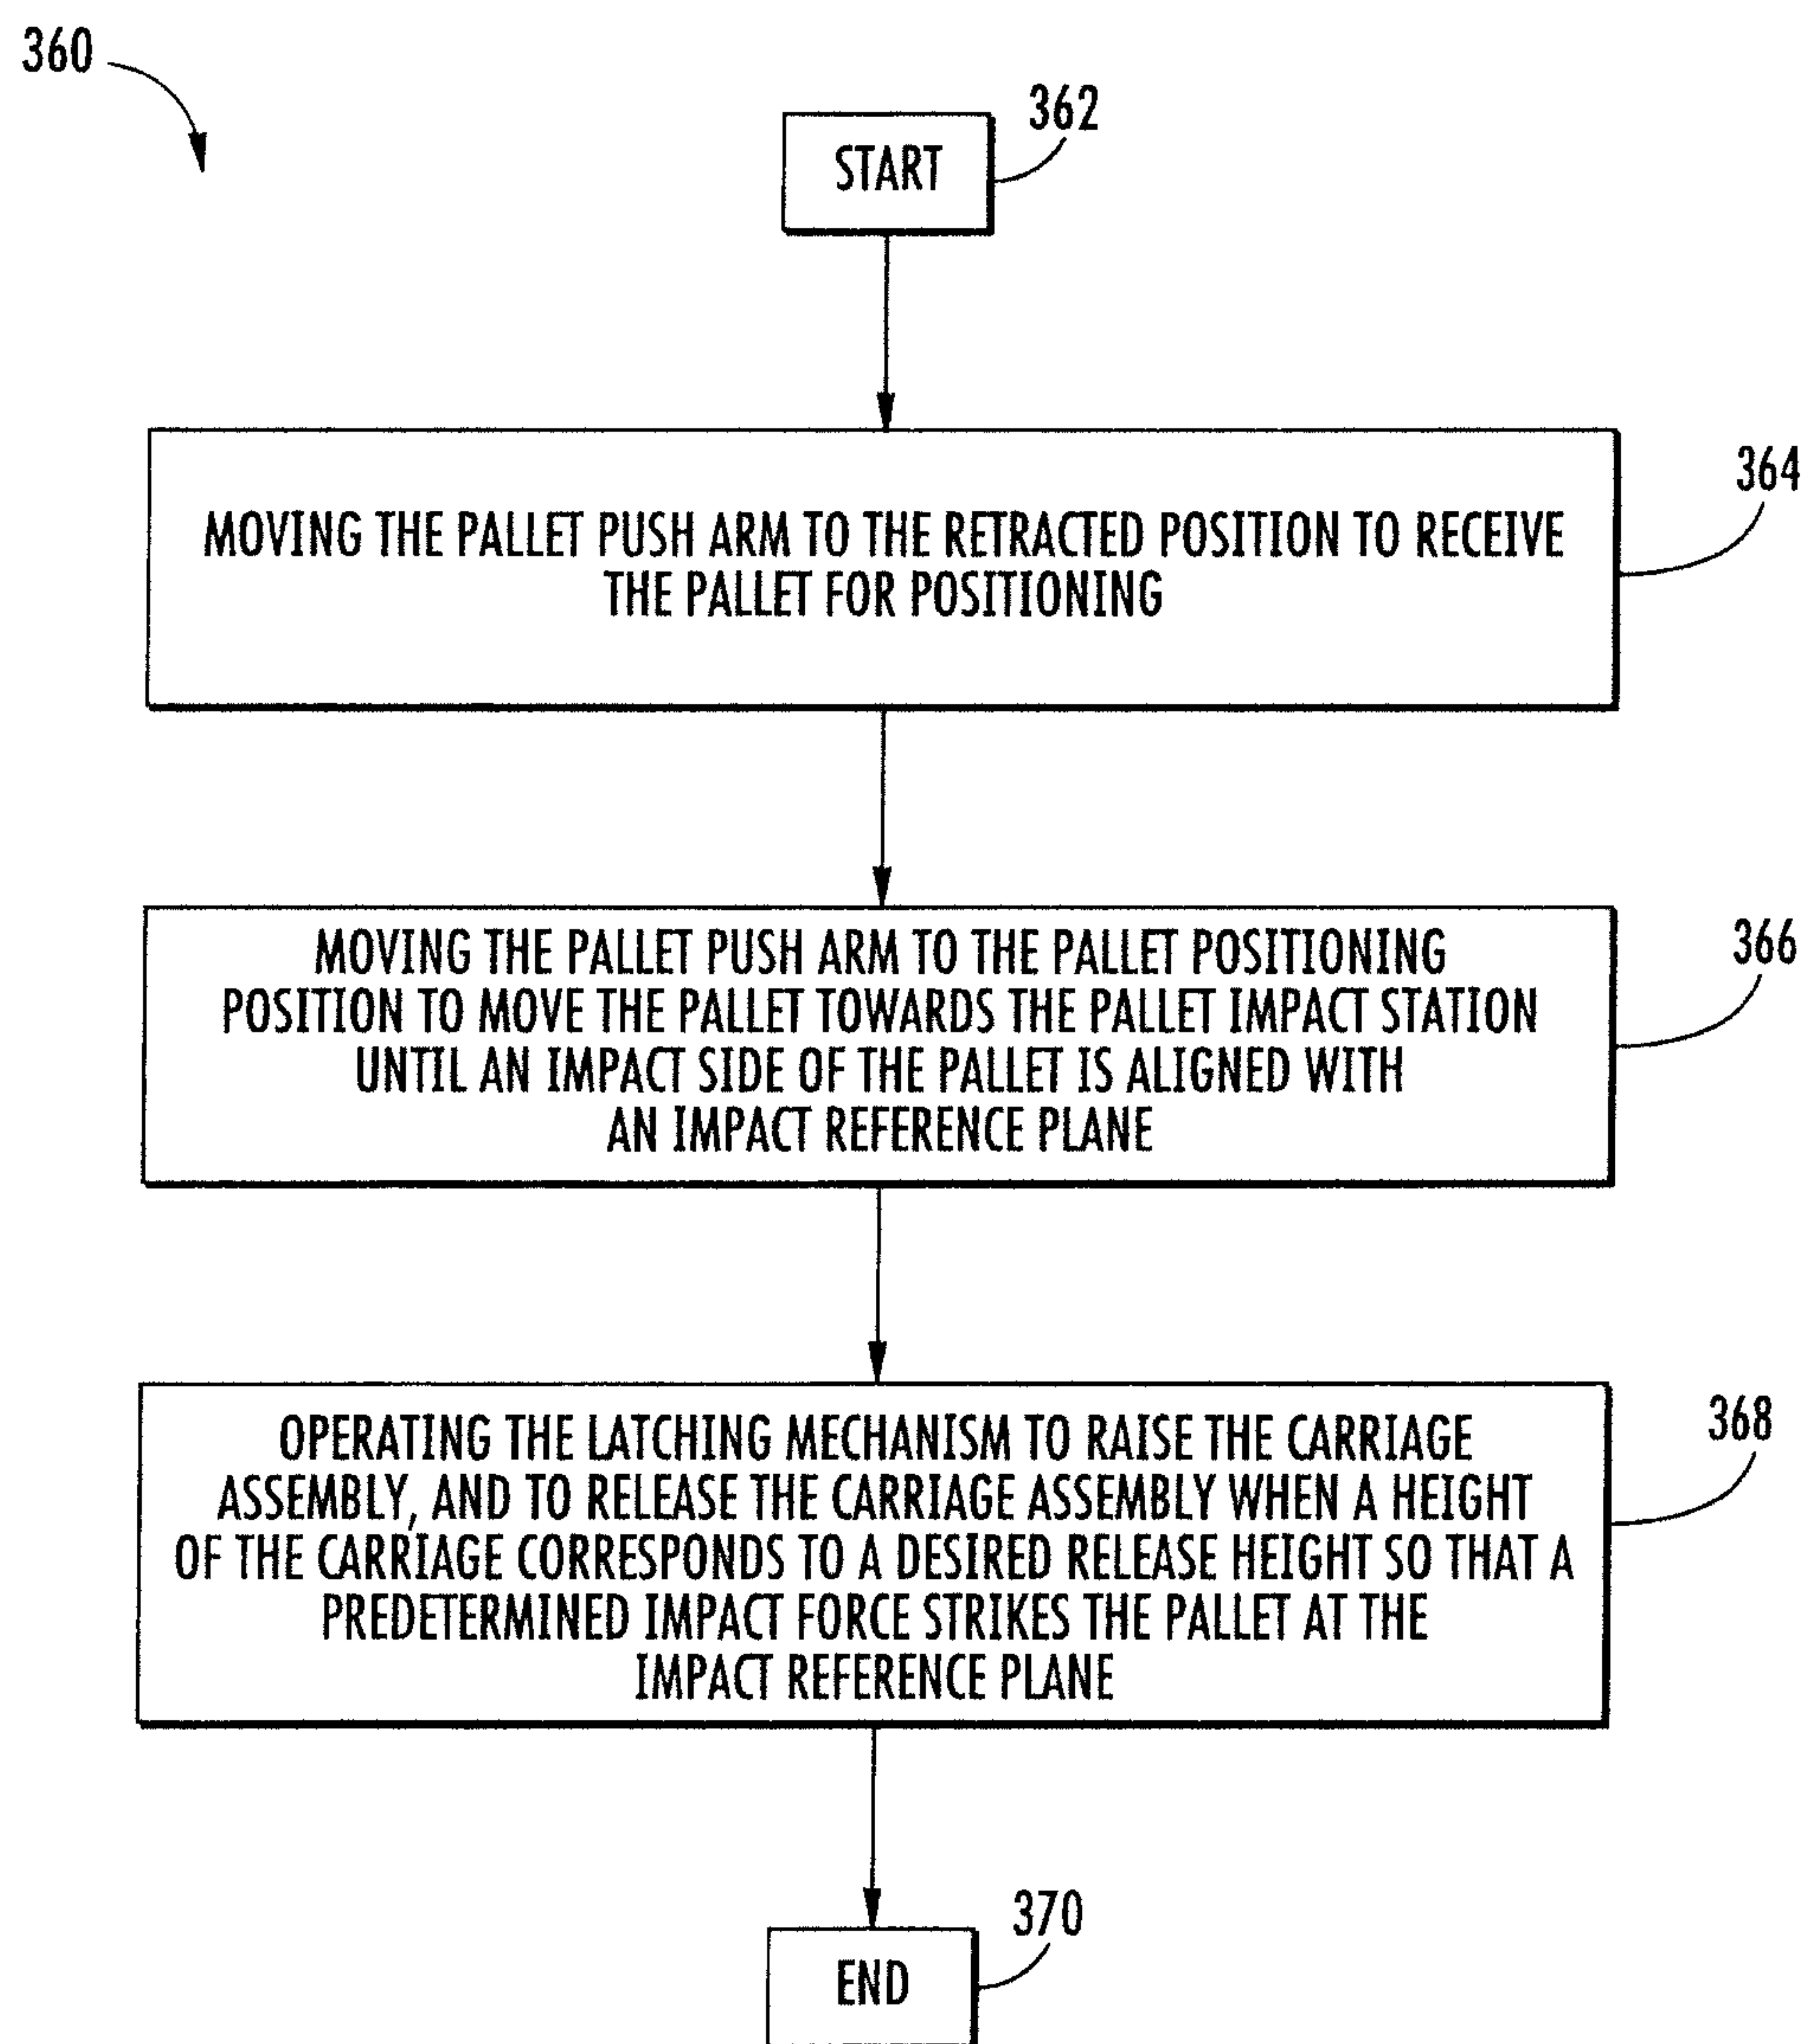 360
362
START
364
MOVING THE PALLET PUSH ARM TO THE RETRACTED POSITION TO RECEIVE
THE PALLET FOR POSITIONING
366
MOVING THE PALLET PUSH ARM TO THE PALLET POSITIONING
POSITION TO MOVE THE PALLET TOWARDS THE PALLET IMPACT STATION
UNTIL AN IMPACT SIDE OF THE PALLET IS ALIGNED WITH
AN IMPACT REFERENCE PLANE
368
OPERATING THE LATCHING MECHANISM TO RAISE THE CARRIAGE
ASSEMBLY, AND TO RELEASE THE CARRIAGE ASSEMBLY WHEN A HEIGHT
OF THE CARRIAGE CORRESPONDS TO A DESIRED RELEASE HEIGHT SO THAT A
PREDETERMINED IMPACT FORCE STRIKES THE PALLET AT THE
IMPACT REFERENCE PLANE
370
END